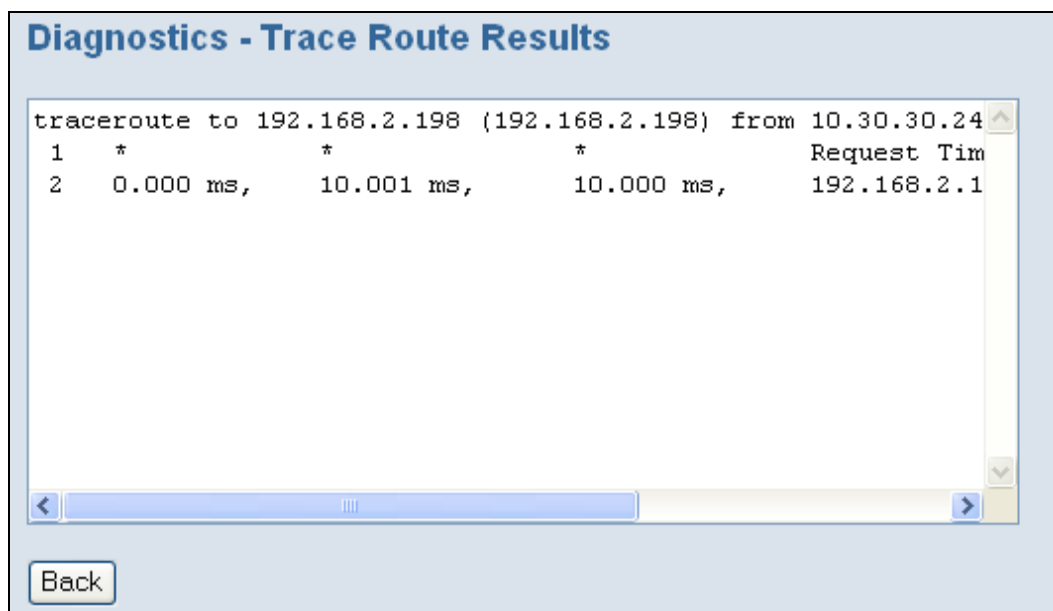 Diagnostics - Trace Route Results
traceroute to 192.168.2.198 (192.168.2.198) from 10.30.30.24
1 * * * Request Tim
2 0.000 ms, 10.001 ms, 10.000 ms, 192.168.2.1
Back